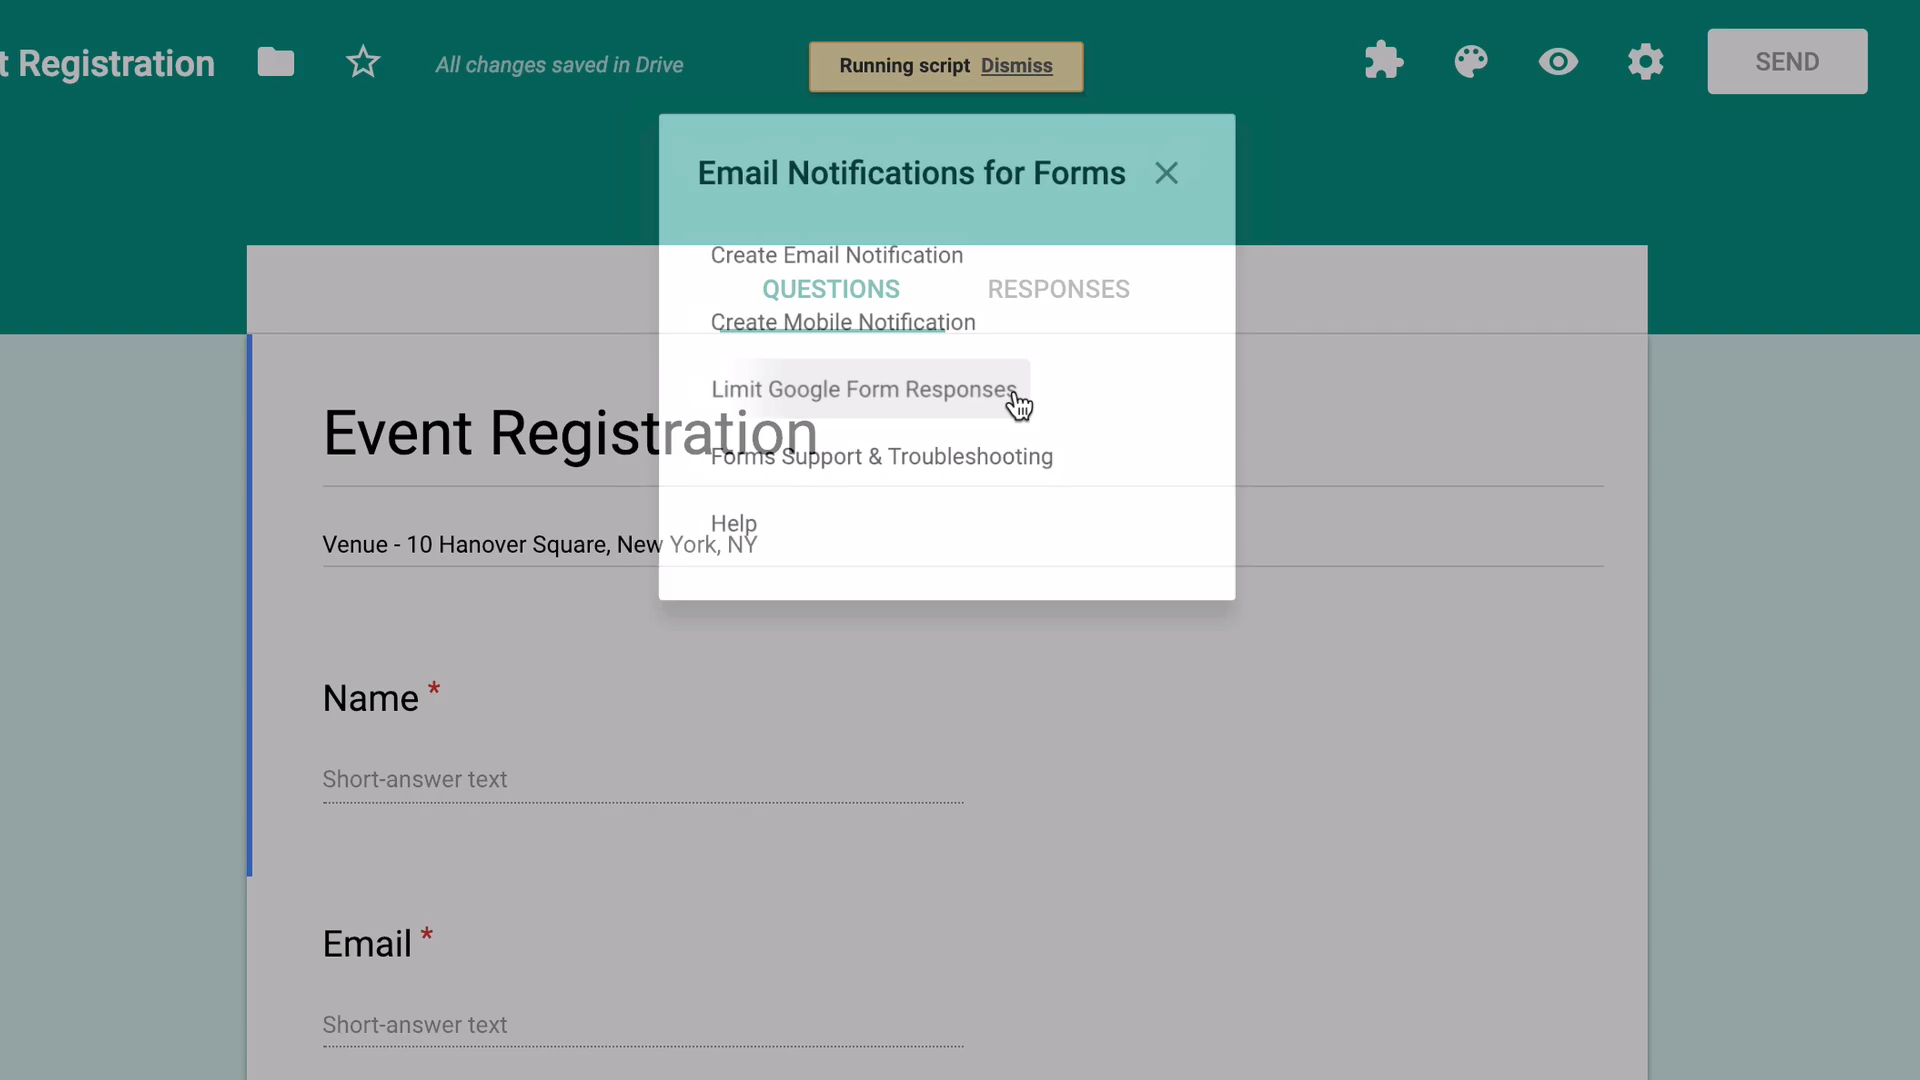 t Registration
All changes saved in Drive
Running script Dismiss
SEND
Email Notifications for Forms
Create Email Notification
QUESTIONS
RESPONSES
Create Mobile Notification
Limit Google Form Responses
Event Registration
Forms Support & Troubleshooting
Help
Venue - 10 Hanover Square, New York, NY
Name *
Short-answer text
Email *
Short-answer text